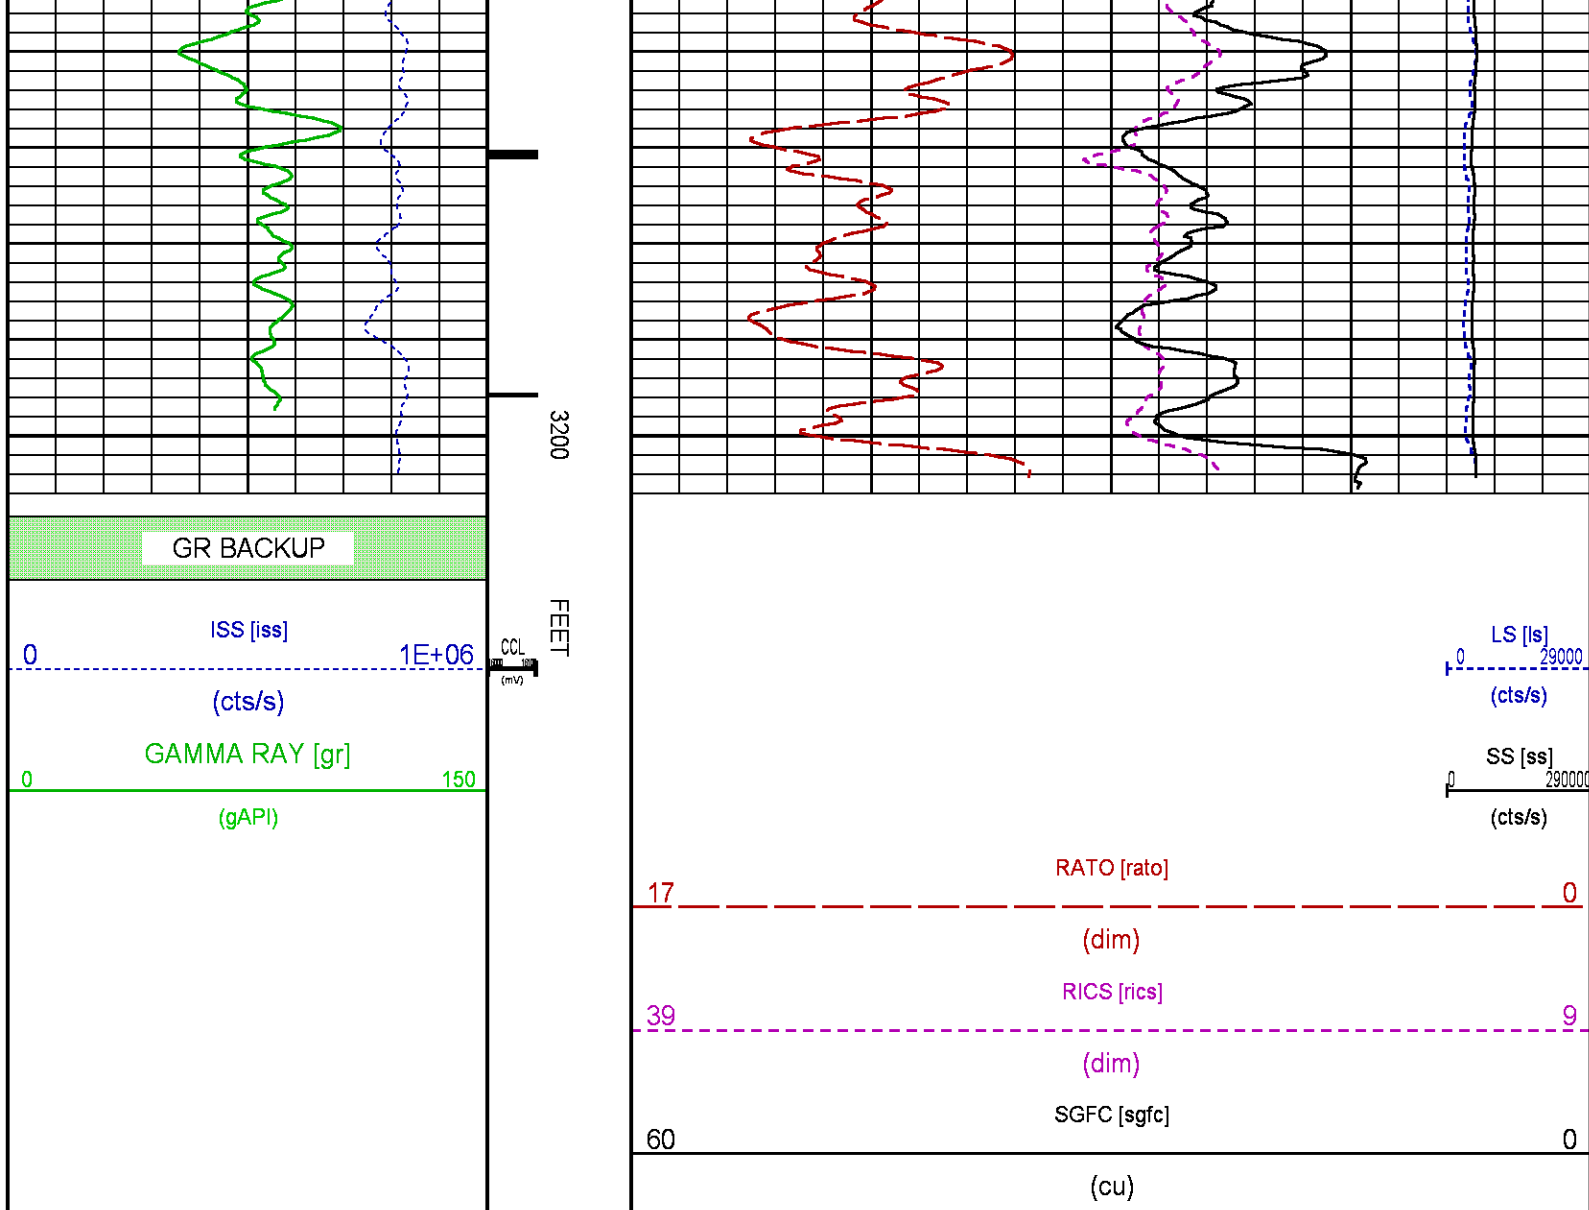 3200
GR BACKUP
FEET
ISS [iss]
0 1E+06
(cts/s)
CCL
(mV)
LS [ls]
0 29000
(cts/s)
GAMMA RAY [gr]
0 150
(gAPI)
SS [ss]
0 290000
(cts/s)
RATO [rato]
17 0
(dim)
RICS [rics]
39 9
(dim)
SGFC [sgfc]
60 0
(cu)